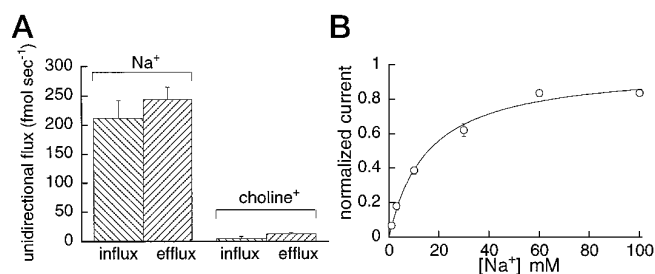 A
unidirectional flux (fmol sec⁻¹)
300
250
200
150
100
50
0
Na⁺
choline⁺
influx efflux influx efflux
B
normalized current
1
0.8
0.6
0.4
0.2
0
0 20 40 60 80 100
[Na⁺] mM